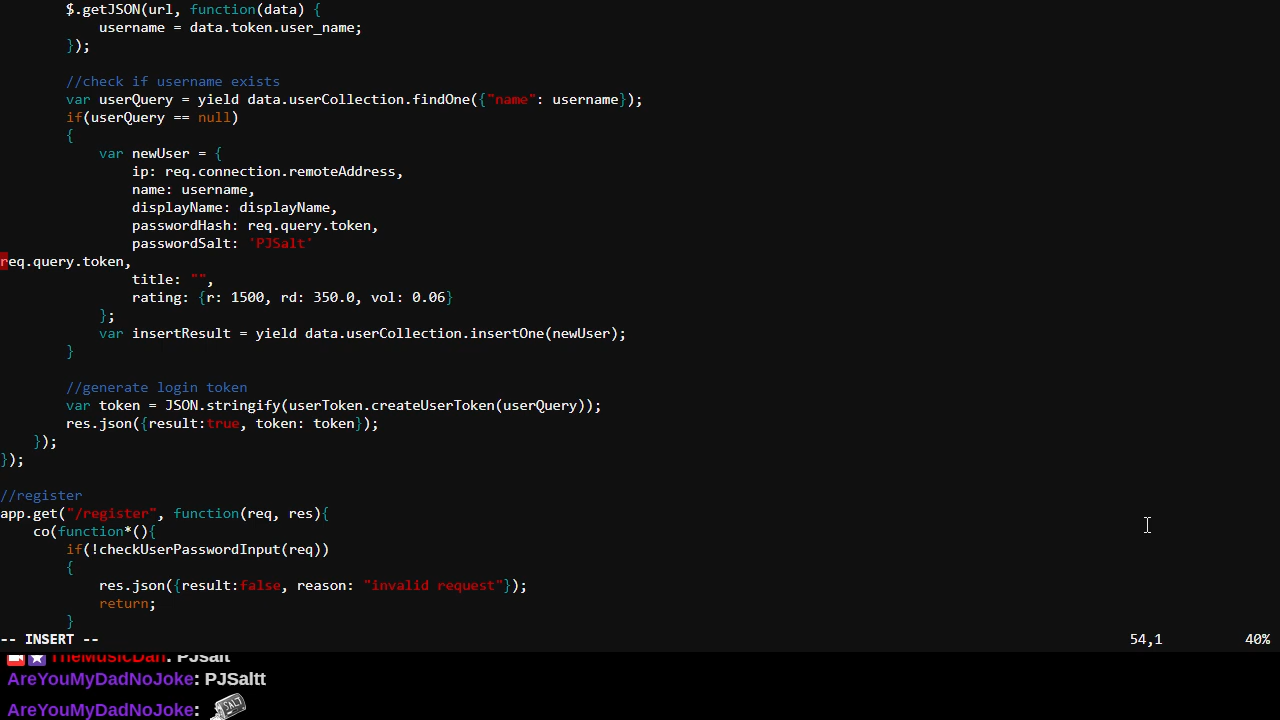 $.getJSON(url, function(data) {
            username = data.token.user_name;
        });

        //check if username exists
        var userQuery = yield data.userCollection.findOne({"name": username});
        if(userQuery == null)
        {
            var newUser = {
                ip: req.connection.remoteAddress,
                name: username,
                displayName: displayName,
                passwordHash: req.query.token,
                passwordSalt: 'PJSalt'
req.query.token,
                title: "",
                rating: {r: 1500, rd: 350.0, vol: 0.06}
            };
            var insertResult = yield data.userCollection.insertOne(newUser);
        }

        //generate login token
        var token = JSON.stringify(userToken.createUserToken(userQuery));
        res.json({result:true, token: token});
    });
});

//register
app.get("/register", function(req, res){
    co(function*(){
        if(!checkUserPasswordInput(req))
        {
            res.json({result:false, reason: "invalid request"});
            return;
        }
-- INSERT -- 54,1 40%
TheMusicDan: PJsalt
AreYouMyDadNoJoke: PJSaltt
AreYouMyDadNoJoke: SALT